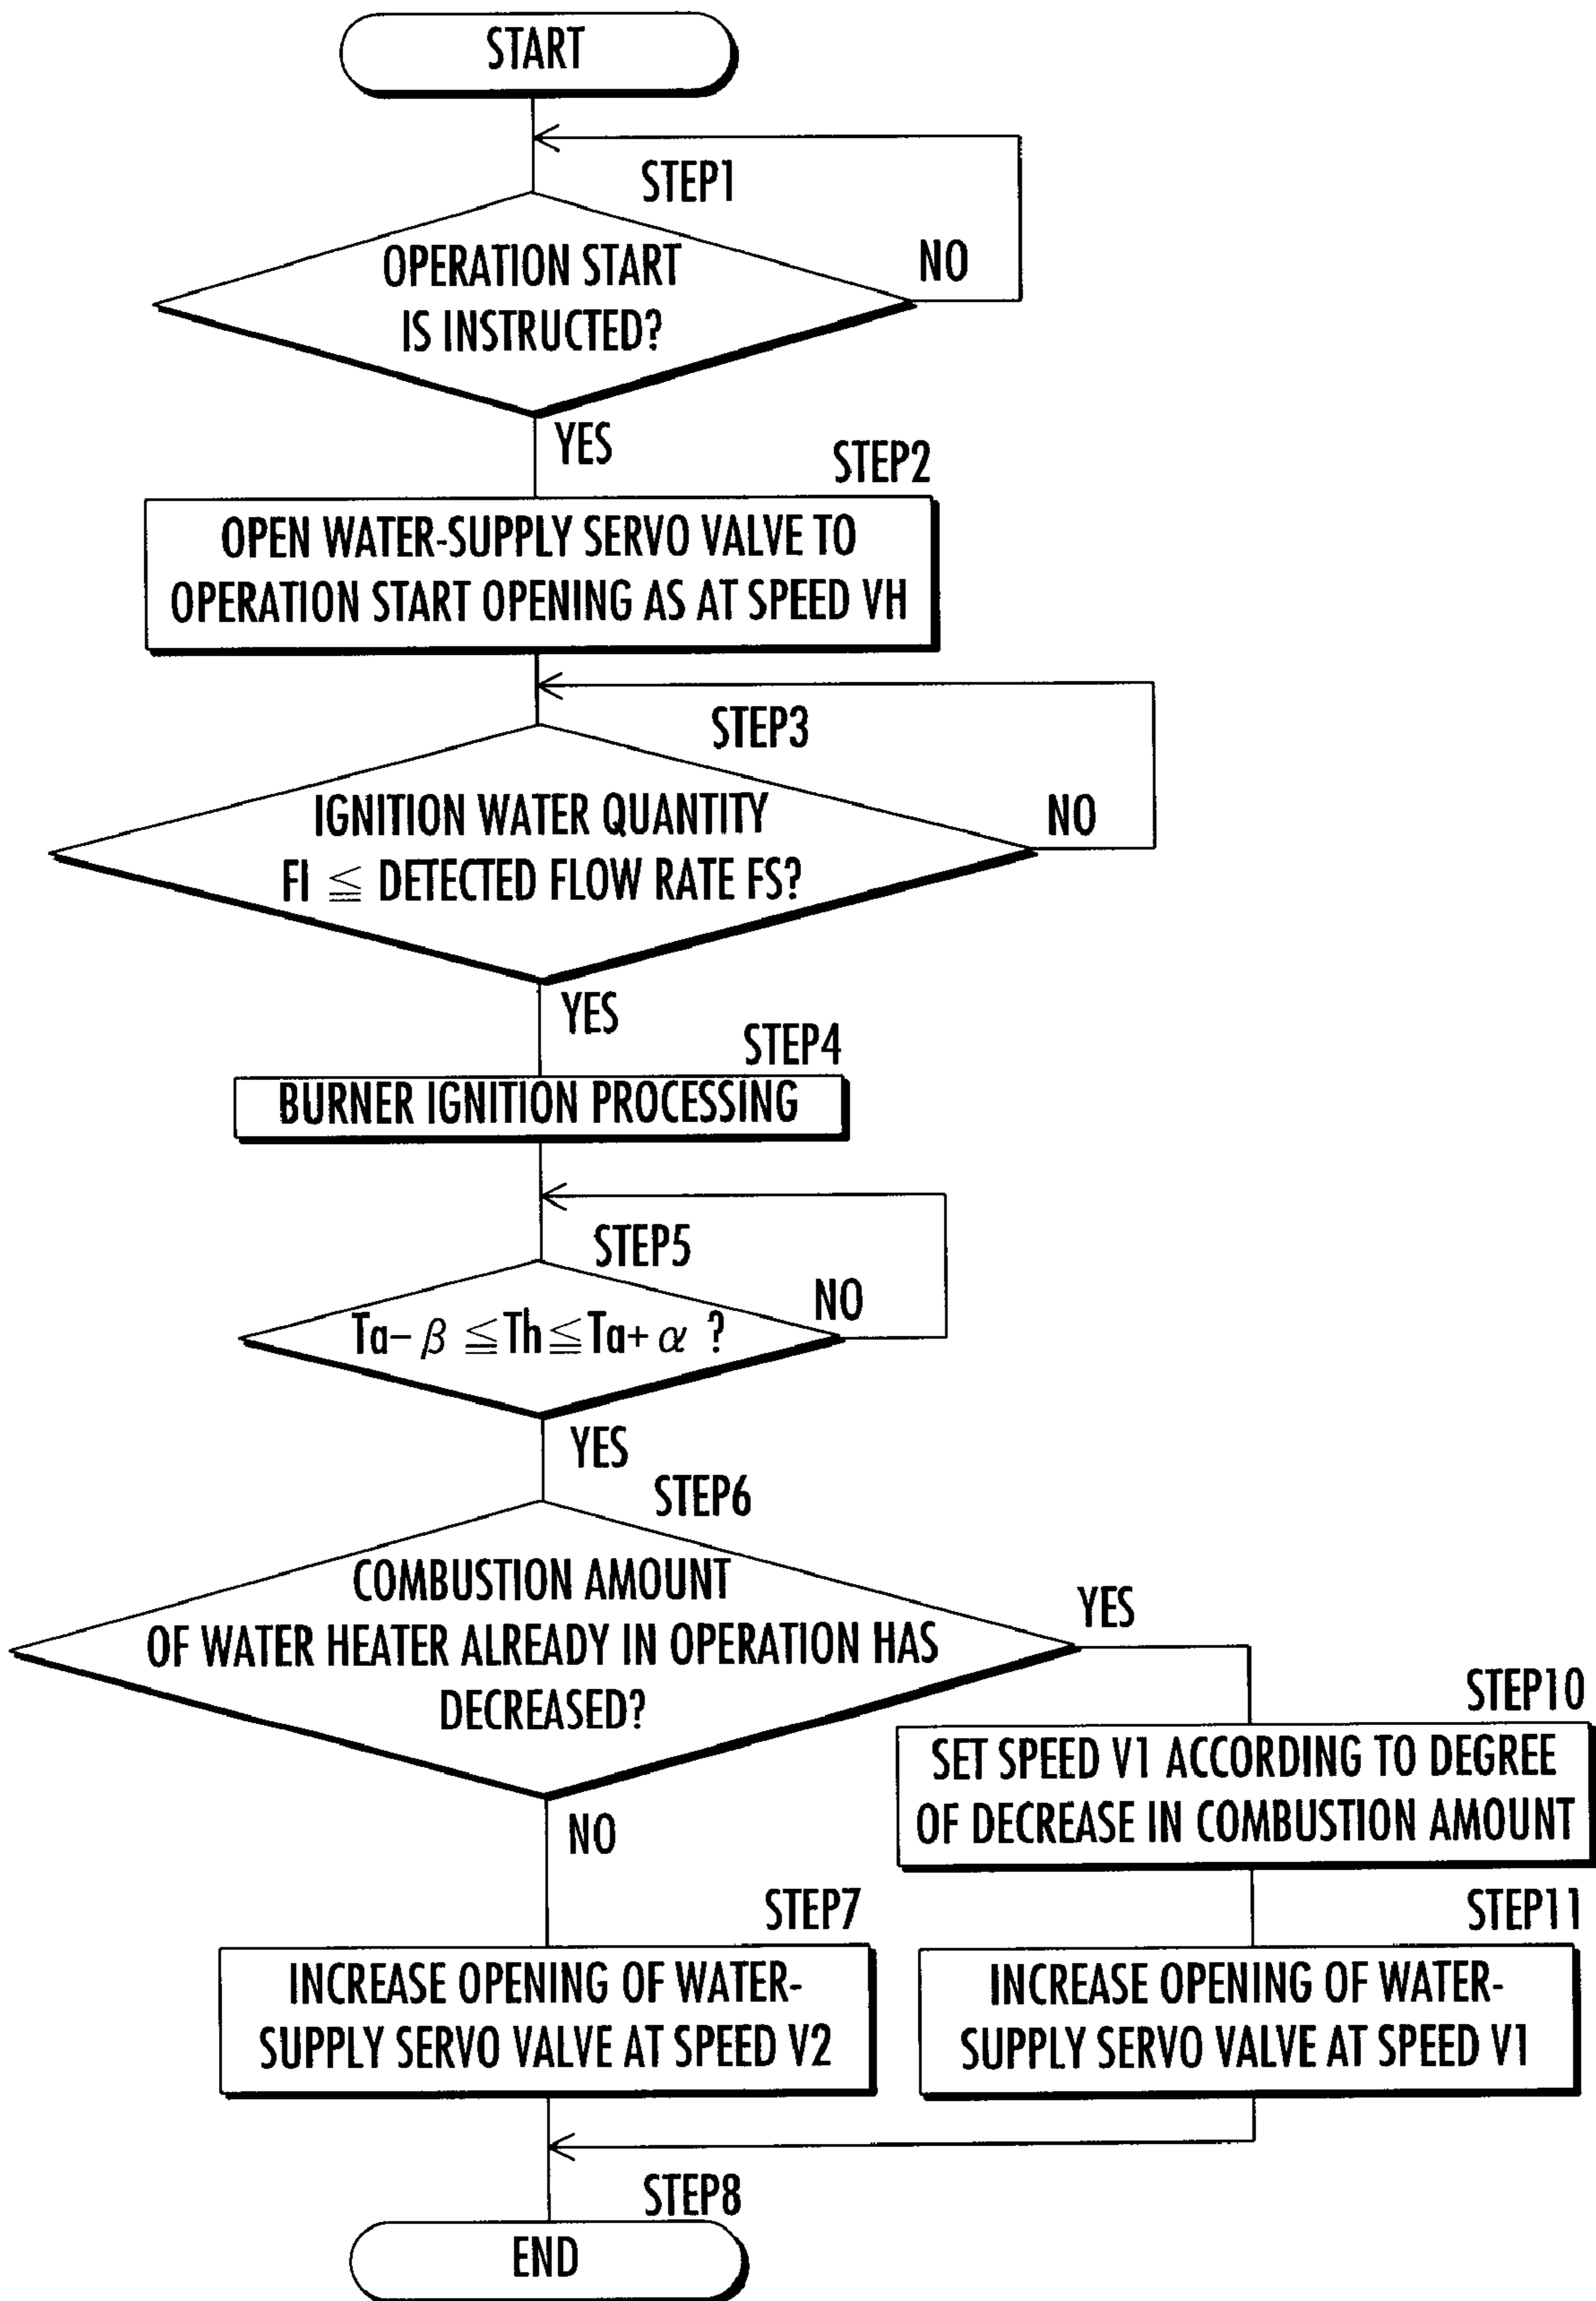 START
STEP1
OPERATION START
IS INSTRUCTED?
NO
YES
STEP2
OPEN WATER-SUPPLY SERVO VALVE TO
OPERATION START OPENING AS AT SPEED VH
STEP3
IGNITION WATER QUANTITY
FI ≦ DETECTED FLOW RATE FS?
NO
YES
STEP4
BURNER IGNITION PROCESSING
STEP5
Ta-β ≦Th≦Ta+α ?
NO
YES
STEP6
COMBUSTION AMOUNT
OF WATER HEATER ALREADY IN OPERATION HAS
DECREASED?
YES
NO
STEP10
SET SPEED V1 ACCORDING TO DEGREE
OF DECREASE IN COMBUSTION AMOUNT
STEP7
INCREASE OPENING OF WATER-
SUPPLY SERVO VALVE AT SPEED V2
STEP11
INCREASE OPENING OF WATER-
SUPPLY SERVO VALVE AT SPEED V1
STEP8
END